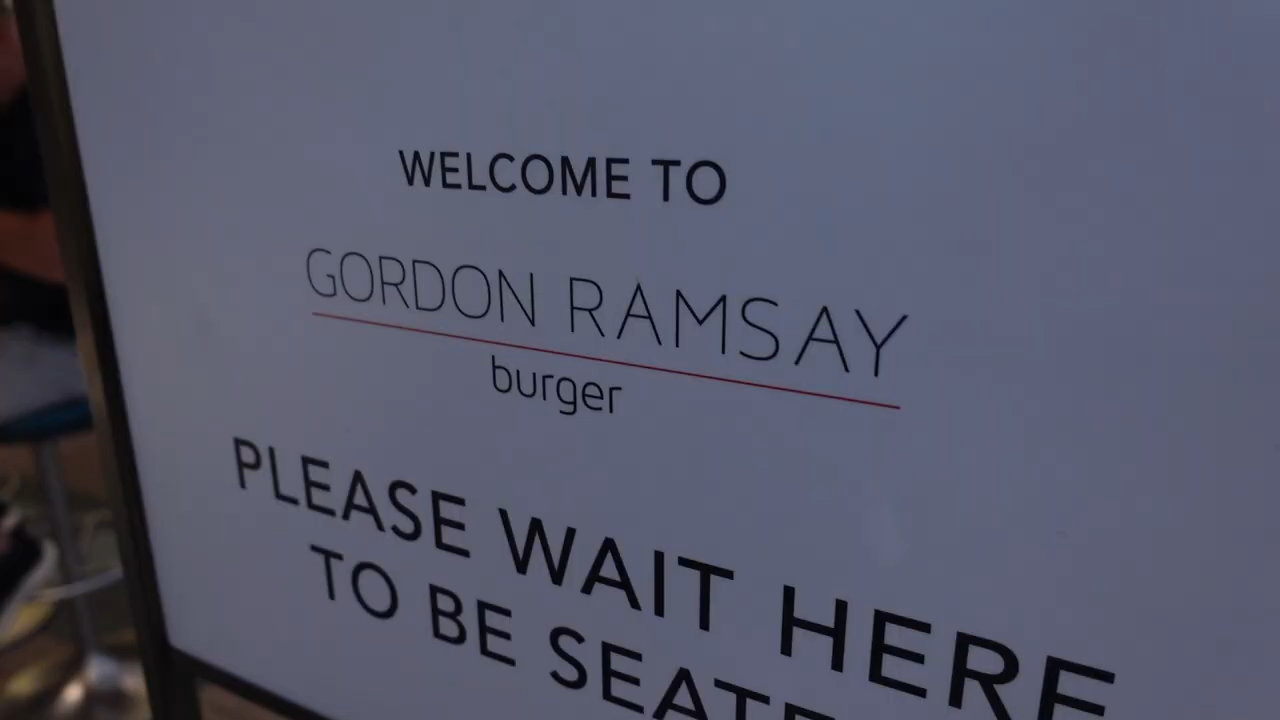 WELCOME TO
GORDON RAMSAY
burger
PLEASE WAIT HERE
TO BE